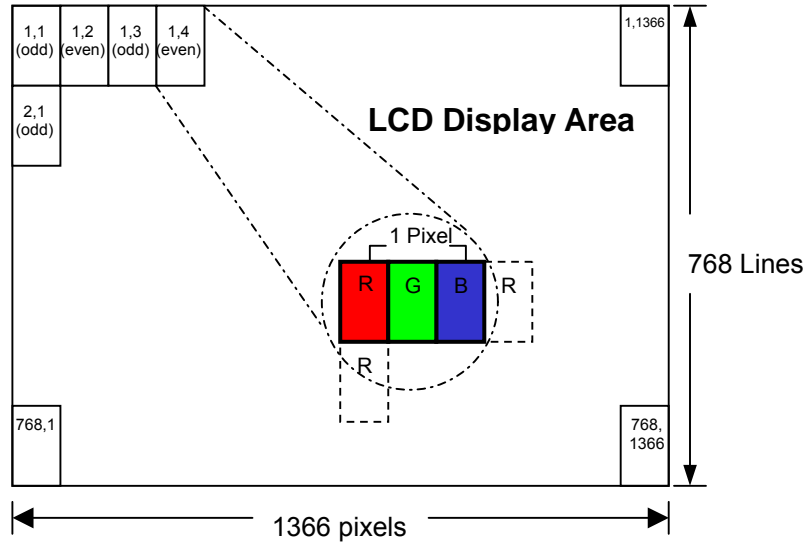 1,1
(odd)
1,2
(even)
1,3
(odd)
1,4
(even)
1,1366
2,1
(odd)
LCD Display Area
1 Pixel
768 Lines
R
G
B
R
R
768,1
768,
1366
1366 pixels